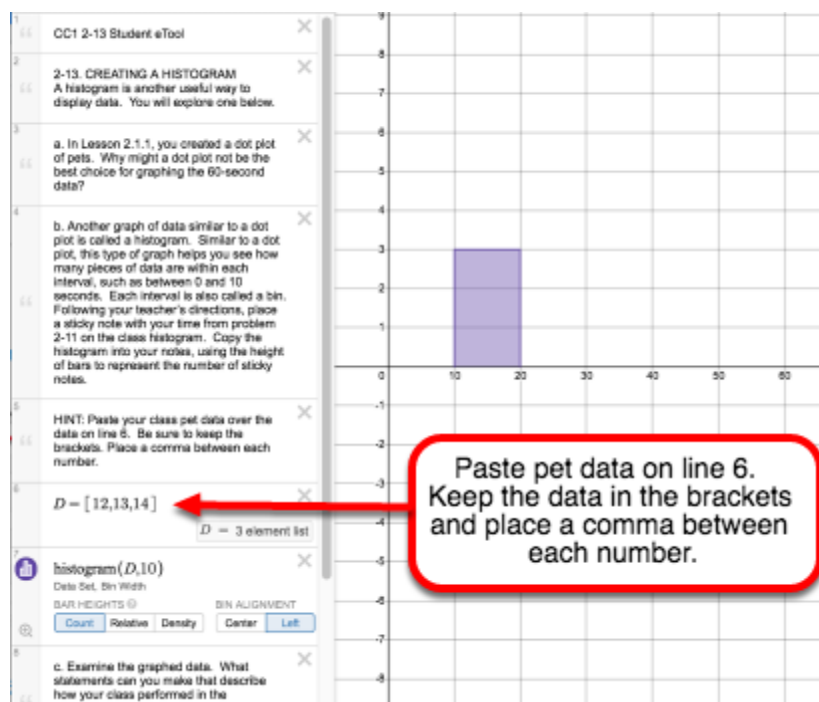 1
CC1 2-13 Student eTool
2
2-13. CREATING A HISTOGRAM
A histogram is another useful way to
display data. You will explore one below.
3
a. In Lesson 2.1.1, you created a dot plot
of pets. Why might a dot plot not be the
best choice for graphing the 60-second
data?
4
b. Another graph of data similar to a dot
plot is called a histogram. Similar to a dot
plot, this type of graph helps you see how
many pieces of data are within each
interval, such as between 0 and 10
seconds. Each interval is also called a bin.
Following your teacher's directions, place
a sticky note with your time from problem
2-11 on the class histogram. Copy the
histogram into your notes, using the height
of bars to represent the number of sticky
notes.
5
HINT: Paste your class pet data over the
data on line 6. Be sure to keep the
brackets. Place a comma between each
number.
6
D = [12,13,14]
D = 3 element list
7
histogram(D,10)
Data Set, Bin Width
BAR HEIGHTS BIN ALIGNMENT
Count Relative Density Center Left
8
c. Examine the graphed data. What
statements can you make that describe
how your class performed in the
9
8
7
6
5
4
3
2
1
0 10 20 30 40 50 60
-1
-2
-3
-4
-5
-6
-7
-8
Paste pet data on line 6.
Keep the data in the brackets
and place a comma between
each number.